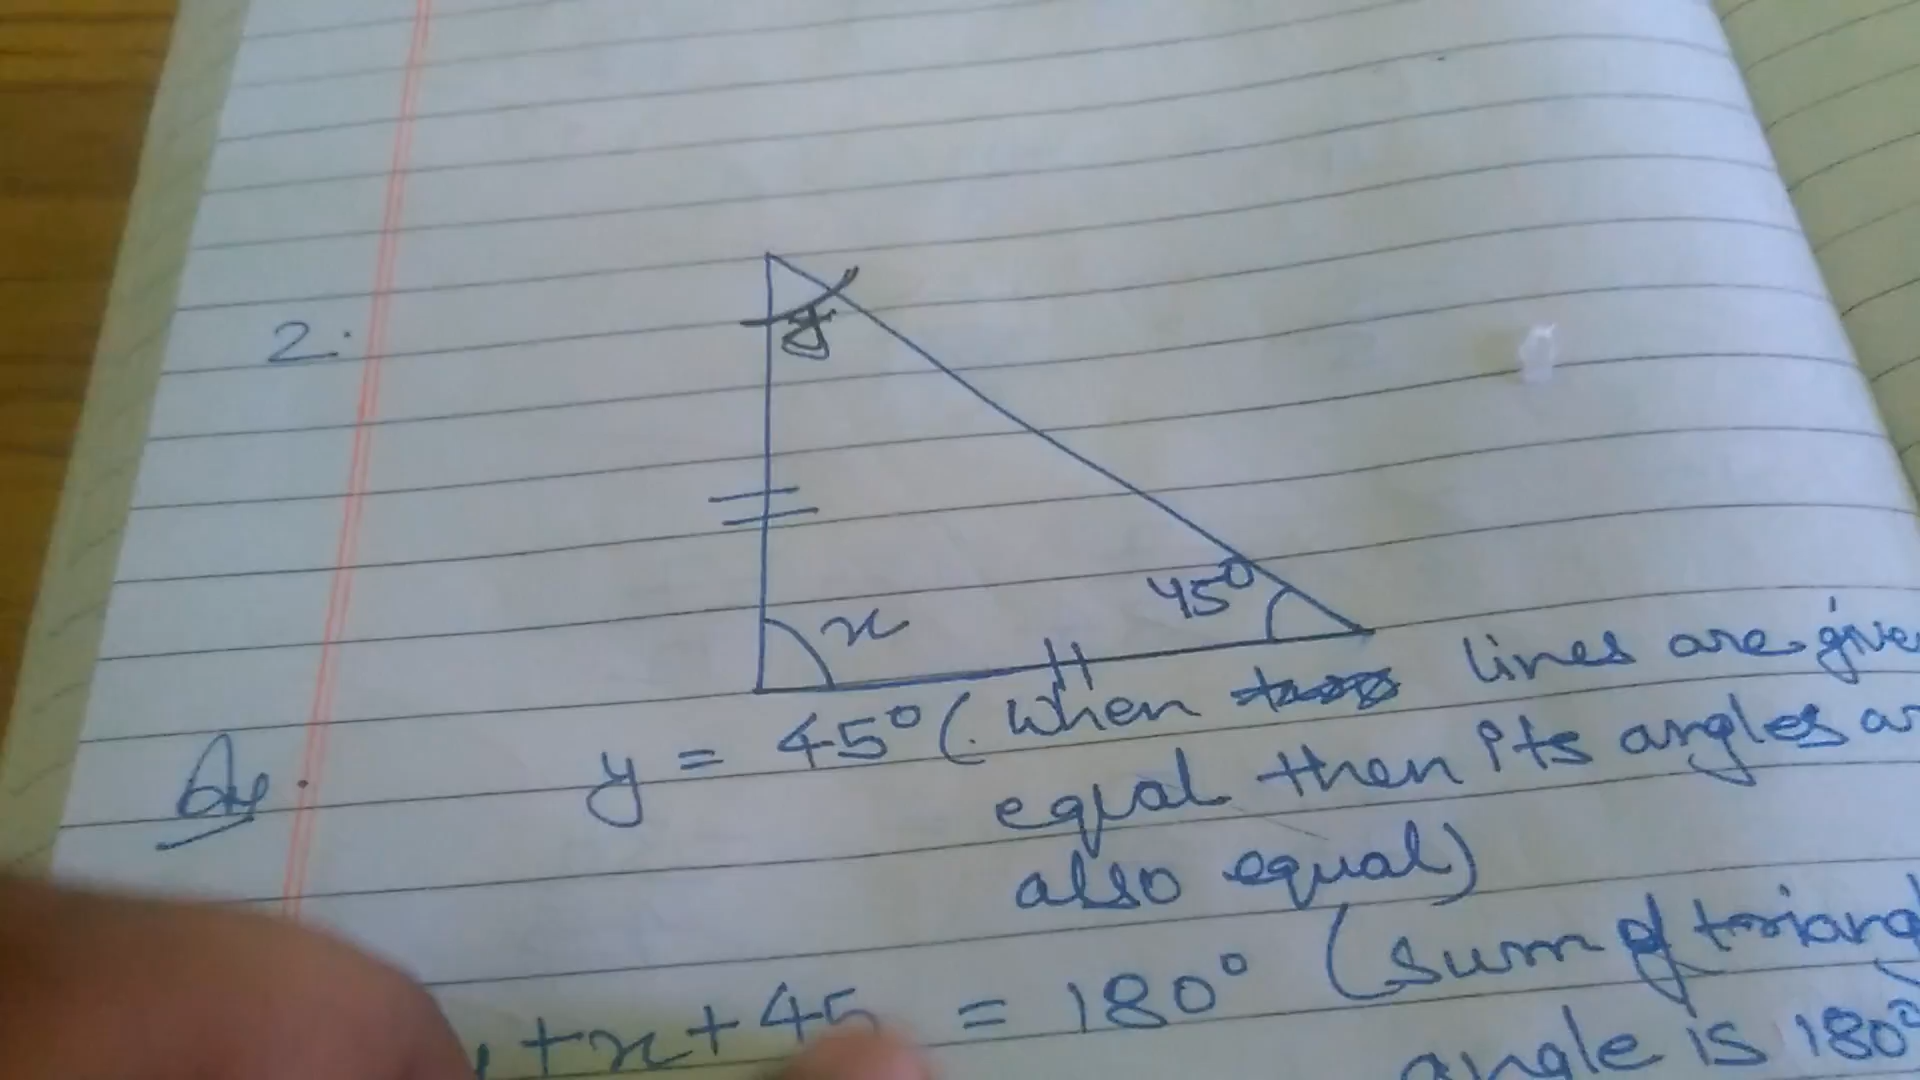 2.
y
x
45°
Ans.
y = 45° (. When lines are give
equal then its angles ar
also equal)
+ x + 45 = 180° (sum of triang
angle is 180°